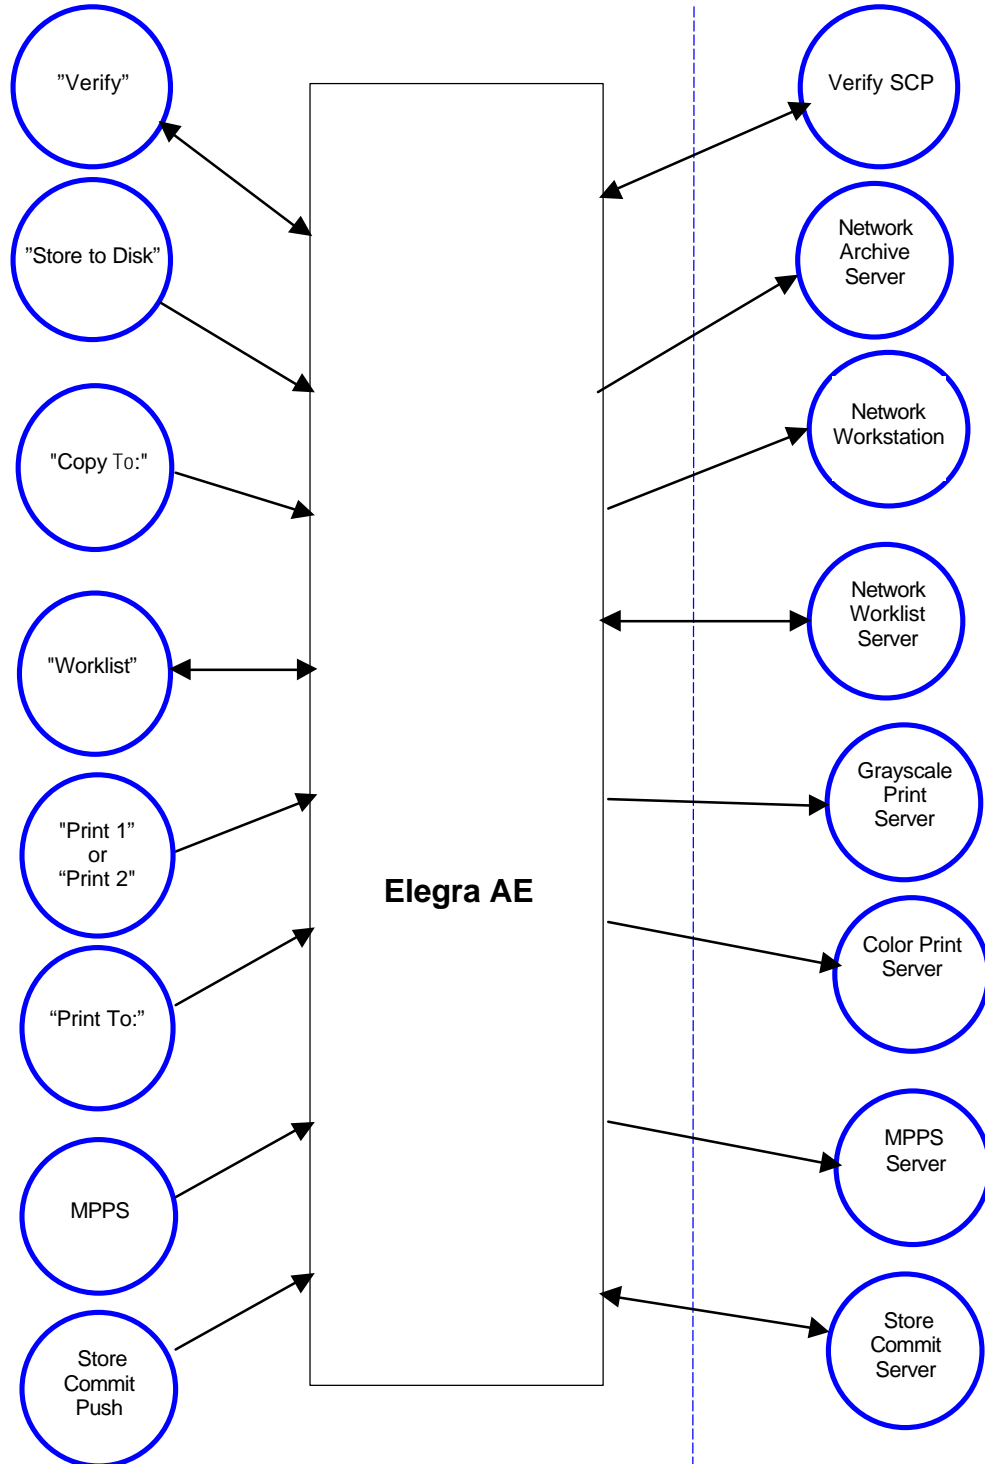 ”Verify”
Verify SCP
”Store to Disk”
Network
Archive
Server
"Copy To:"
Network
Workstation
"Worklist”
Network
Worklist
Server
"Print 1”
or
“Print 2"
Grayscale
Print
Server
Elegra AE
“Print To:”
Color Print
Server
MPPS
MPPS
Server
Store
Commit
Push
Store
Commit
Server